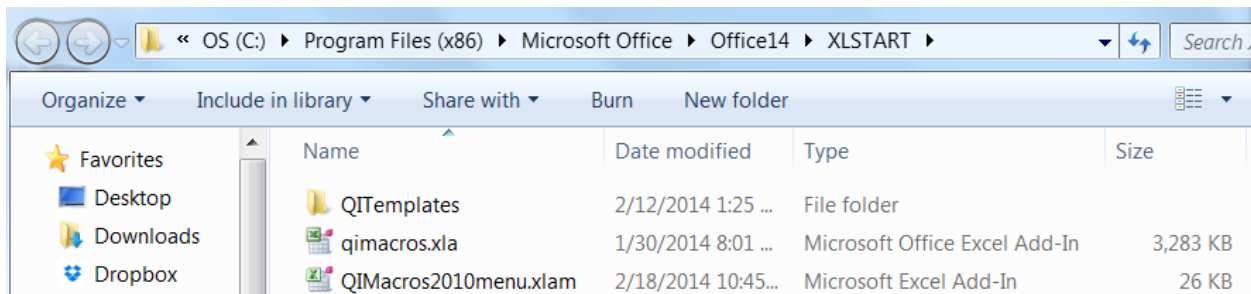 « OS (C:) ▸ Program Files (x86) ▸ Microsoft Office ▸ Office14 ▸ XLSTART ▸ Search
Organize Include in library Share with Burn New folder
Favorites Name Date modified Type Size
Desktop QITemplates 2/12/2014 1:25 ... File folder
Downloads qimacros.xla 1/30/2014 8:01 ... Microsoft Office Excel Add-In 3,283 KB
Dropbox QIMacros2010menu.xlam 2/18/2014 10:45... Microsoft Excel Add-In 26 KB